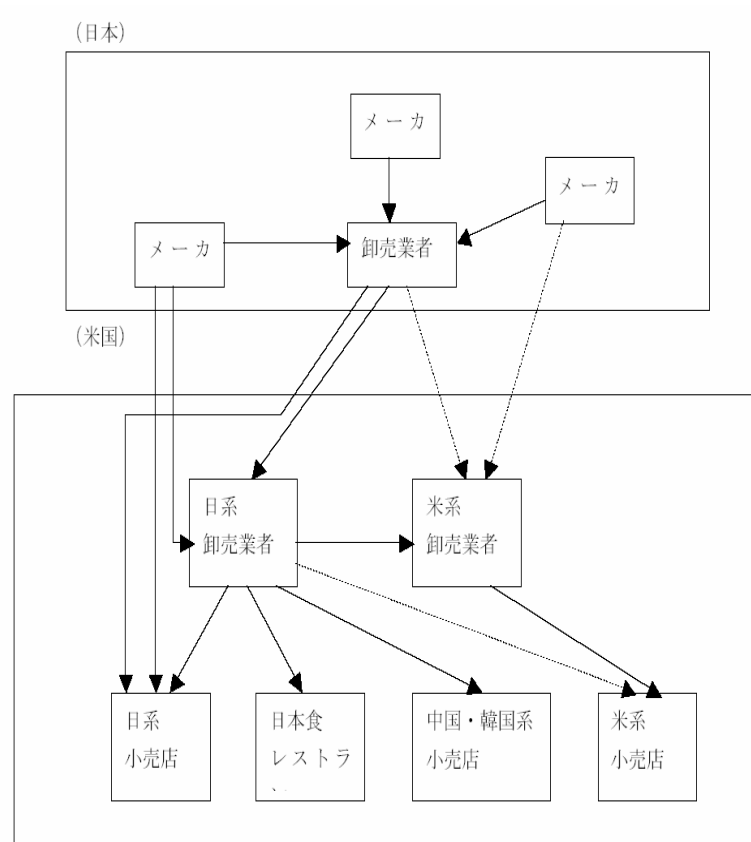 (日本)
メーカ
メーカ
メーカ
卸売業者
(米国)
日系
卸売業者
米系
卸売業者
日系
小売店
日本食
レストラ
中国・韓国系
小売店
米系
小売店